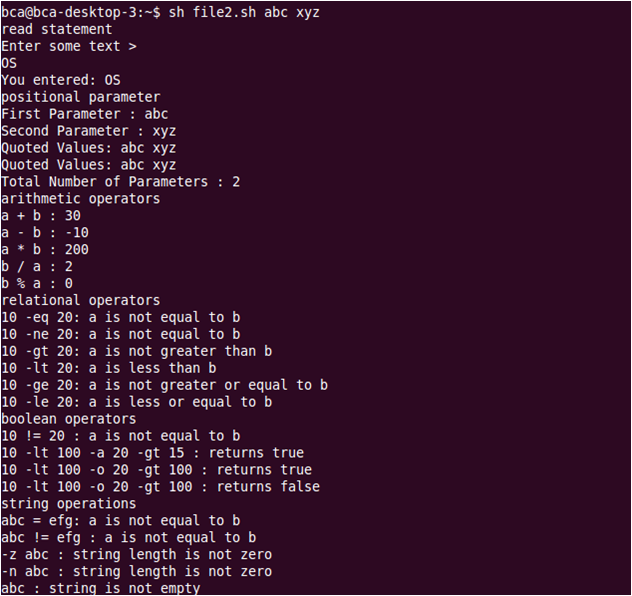 bca@bca-desktop-3:~$ sh file2.sh abc xyz
read statement
Enter some text >
OS
You entered: OS
positional parameter
First Parameter : abc
Second Parameter : xyz
Quoted Values: abc xyz
Quoted Values: abc xyz
Total Number of Parameters : 2
arithmetic operators
a + b : 30
a - b : -10
a * b : 200
b / a : 2
b % a : 0
relational operators
10 -eq 20: a is not equal to b
10 -ne 20: a is not equal to b
10 -gt 20: a is not greater than b
10 -lt 20: a is less than b
10 -ge 20: a is not greater or equal to b
10 -le 20: a is less or equal to b
boolean operators
10 != 20 : a is not equal to b
10 -lt 100 -a 20 -gt 15 : returns true
10 -lt 100 -o 20 -gt 100 : returns true
10 -lt 100 -o 20 -gt 100 : returns false
string operations
abc = efg: a is not equal to b
abc != efg : a is not equal to b
-z abc : string length is not zero
-n abc : string length is not zero
abc : string is not empty